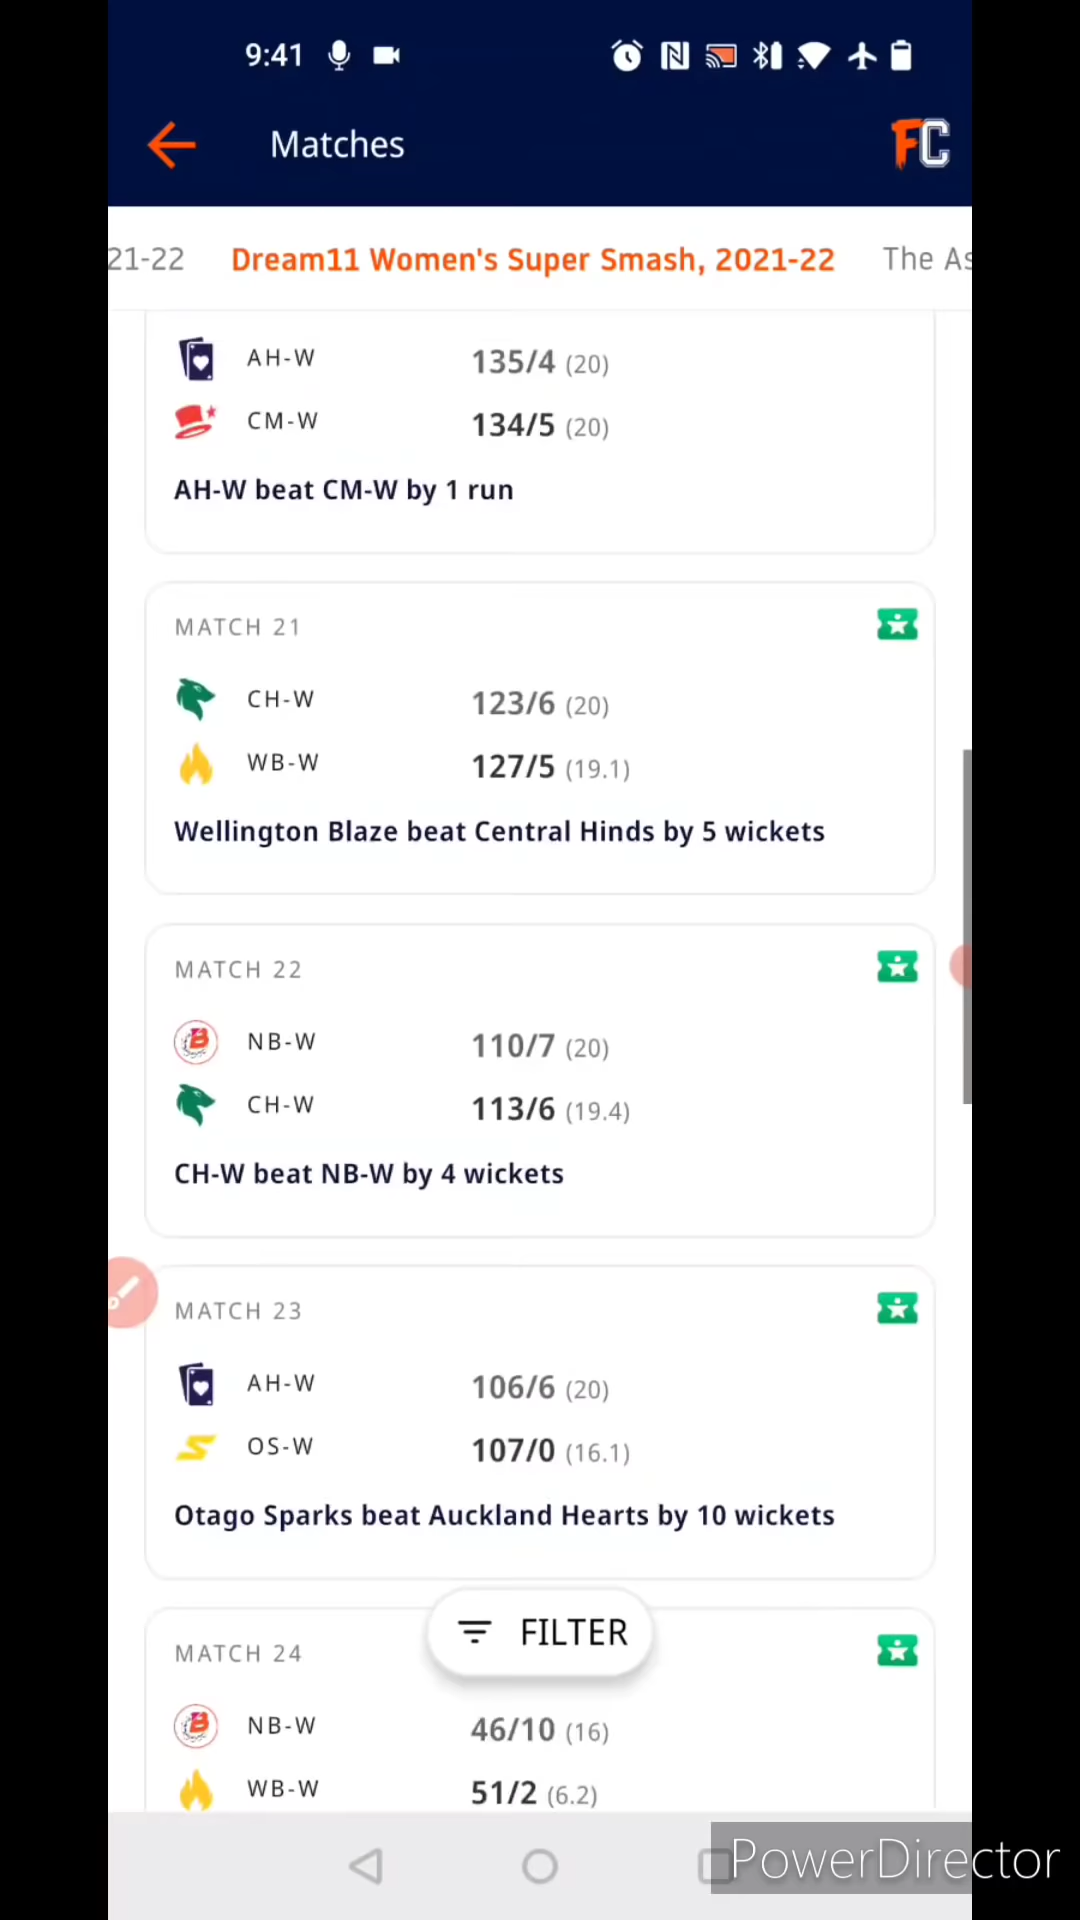 9:41
Matches
FC
21-22 Dream11 Women's Super Smash, 2021-22 The As
AH-W 135/4 (20)
CM-W 134/5 (20)
AH-W beat CM-W by 1 run
MATCH 21
CH-W 123/6 (20)
WB-W 127/5 (19.1)
Wellington Blaze beat Central Hinds by 5 wickets
MATCH 22
NB-W 110/7 (20)
CH-W 113/6 (19.4)
CH-W beat NB-W by 4 wickets
MATCH 23
AH-W 106/6 (20)
OS-W 107/0 (16.1)
Otago Sparks beat Auckland Hearts by 10 wickets
FILTER
MATCH 24
NB-W 46/10 (16)
WB-W 51/2 (6.2)
PowerDirector